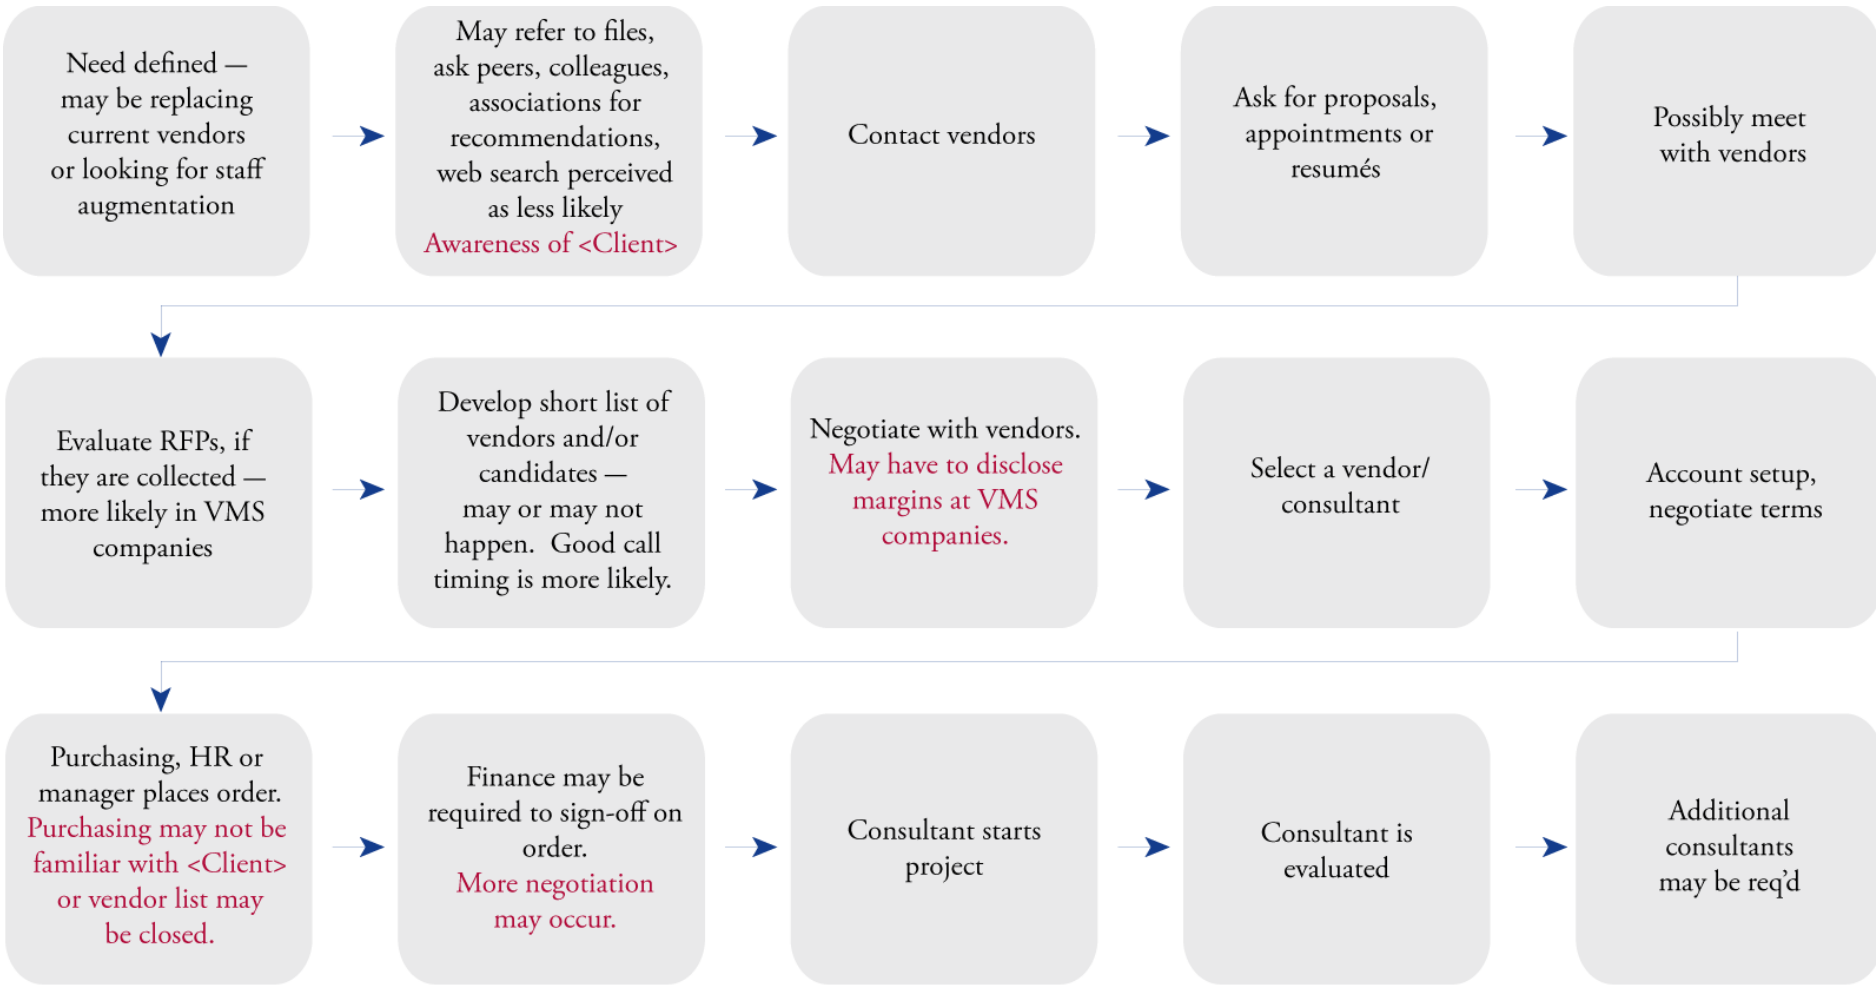 Need defined —
may be replacing
current vendors
or looking for staff
augmentation
May refer to files,
ask peers, colleagues,
associations for
recommendations,
web search perceived
as less likely
Awareness of <Client>
Contact vendors
Ask for proposals,
appointments or
resumés
Possibly meet
with vendors
Evaluate RFPs, if
they are collected —
more likely in VMS
companies
Develop short list of
vendors and/or
candidates —
may or may not
happen.  Good call
timing is more likely.
Negotiate with vendors.
May have to disclose
margins at VMS
companies.
Select a vendor/
consultant
Account setup,
negotiate terms
Purchasing, HR or
manager places order.
Purchasing may not be
familiar with <Client>
or vendor list may
be closed.
Finance may be
required to sign-off on
order.
More negotiation
may occur.
Consultant starts
project
Consultant is
evaluated
Additional
consultants
may be req’d